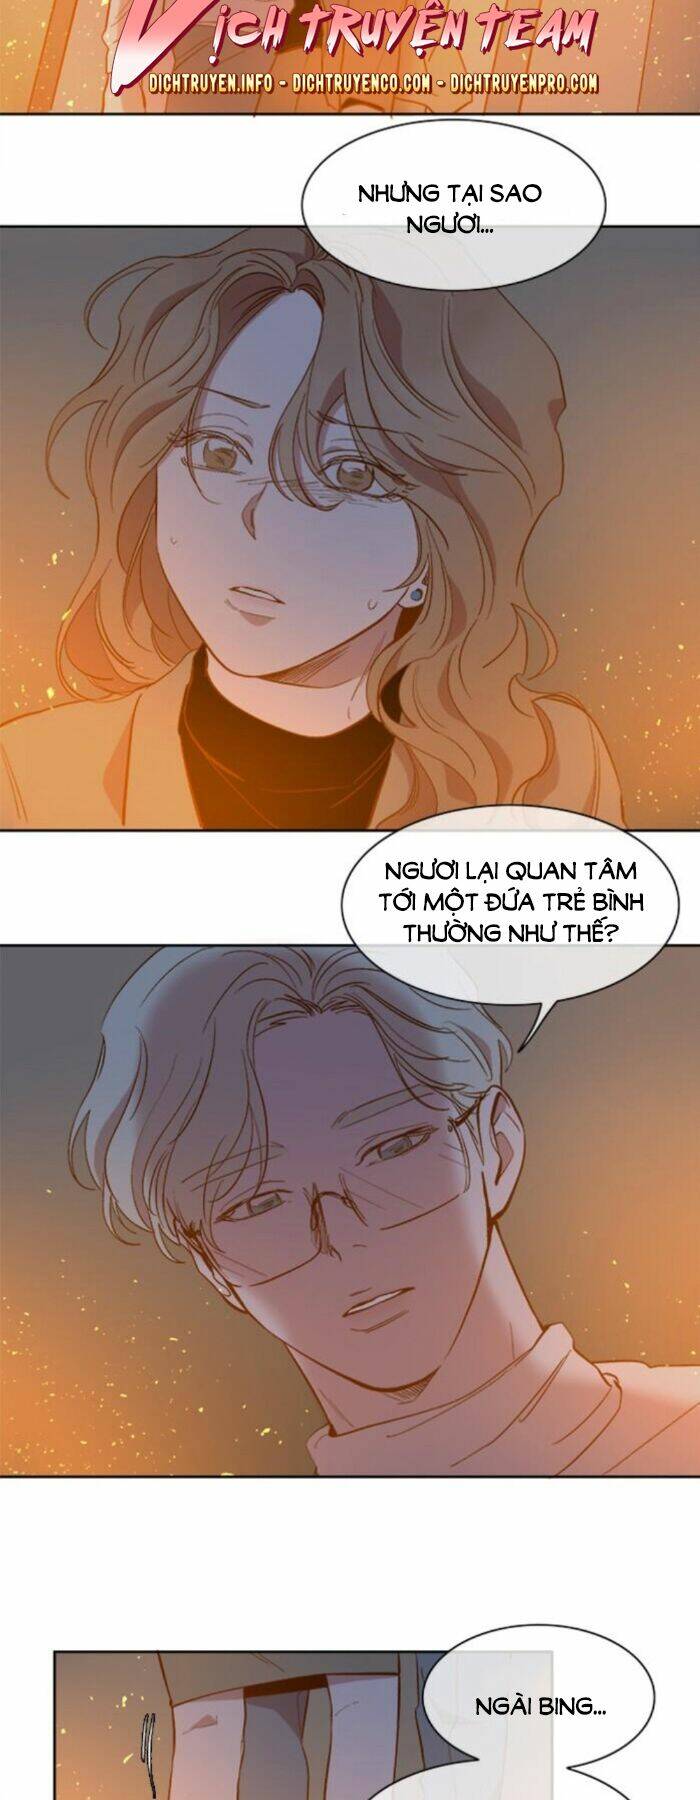 DỊCH TRUYỆN TEAM
DICHTRUYEN.INFO - DICHTRUYENCO.COM - DICHTRUYENPRO.COM
NHƯNG TẠI SAO
NGƯƠI...
NGƯƠI LẠI QUAN TÂM
TỚI MỘT ĐỨA TRẺ BÌNH
THƯỜNG NHƯ THẾ?
NGÀI BING...